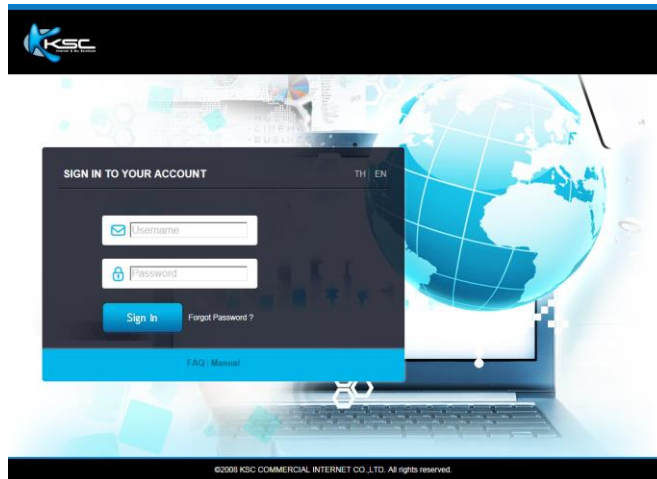 KSC
SIGN IN TO YOUR ACCOUNT
TH | EN
Username
Password
Sign In
Forgot Password ?
FAQ | Manual
©2008 KSC COMMERCIAL INTERNET CO.,LTD. All rights reserved.